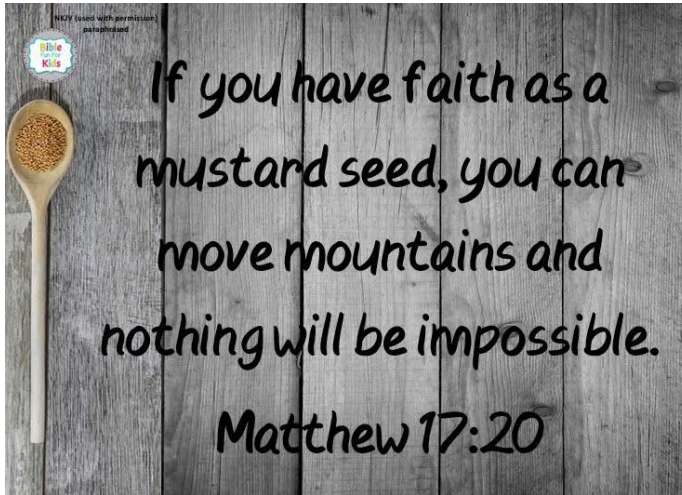 NKJV (used with permission)
paraphrased
Bible
Fun For
Kids
If you have faith as a
mustard seed, you can
move mountains and
nothing will be impossible.
Matthew 17:20